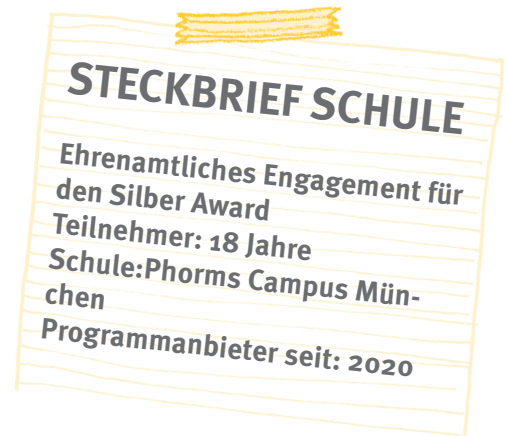 STECKBRIEF SCHULE
Ehrenamtliches Engagement für
den Silber Award
Teilnehmer: 18 Jahre
Schule:Phorms Campus Mün-
chen
Programmanbieter seit: 2020